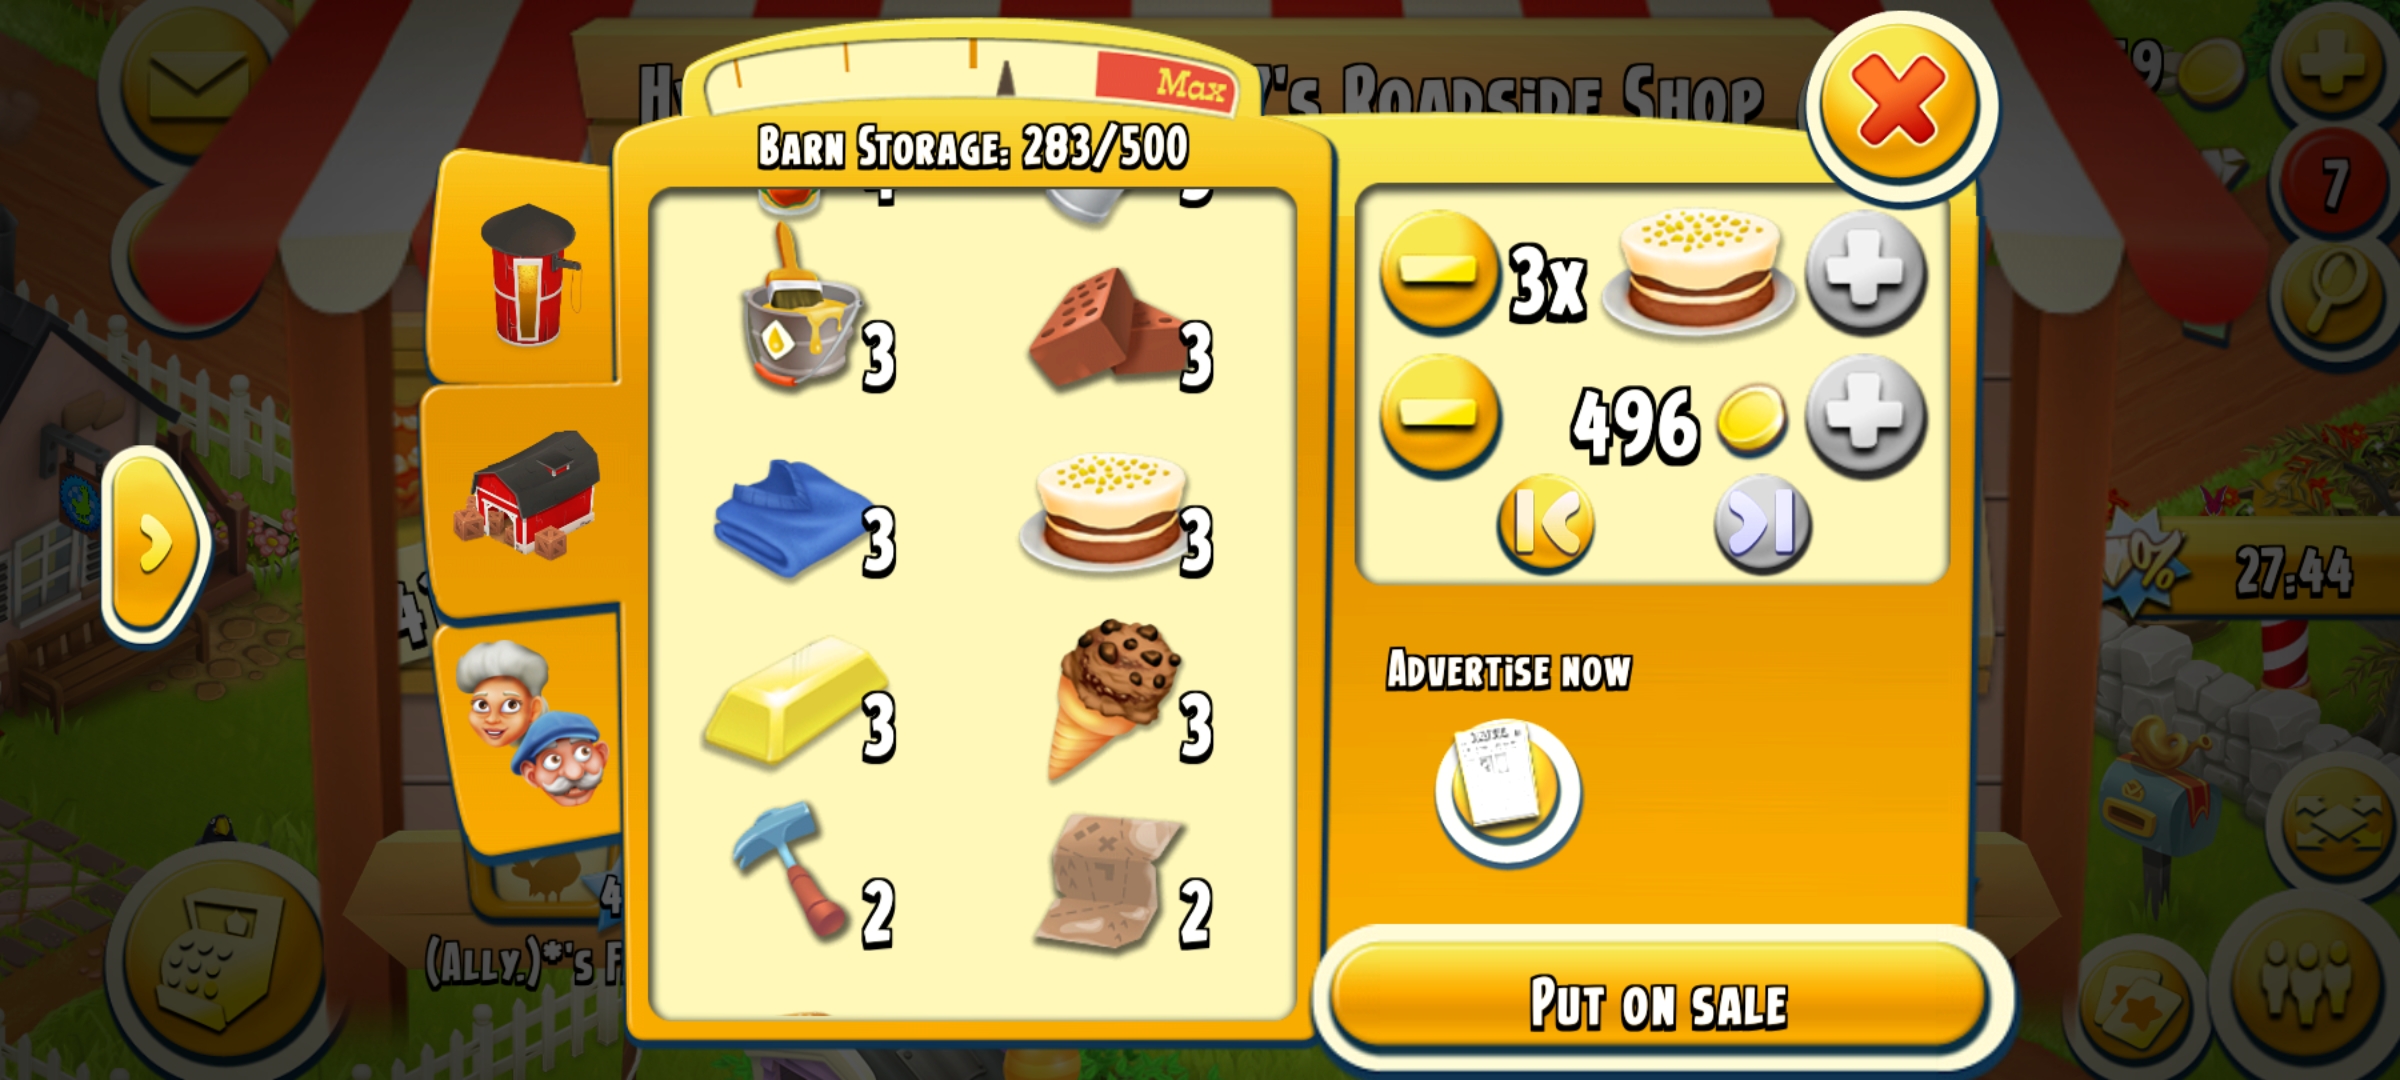 's Roadside Shop
Max
Barn Storage: 283/500
3x
3
3
496
3
3
3
3
2
2
Advertise now
Put on sale
7
27:44
(Ally.)*'s F